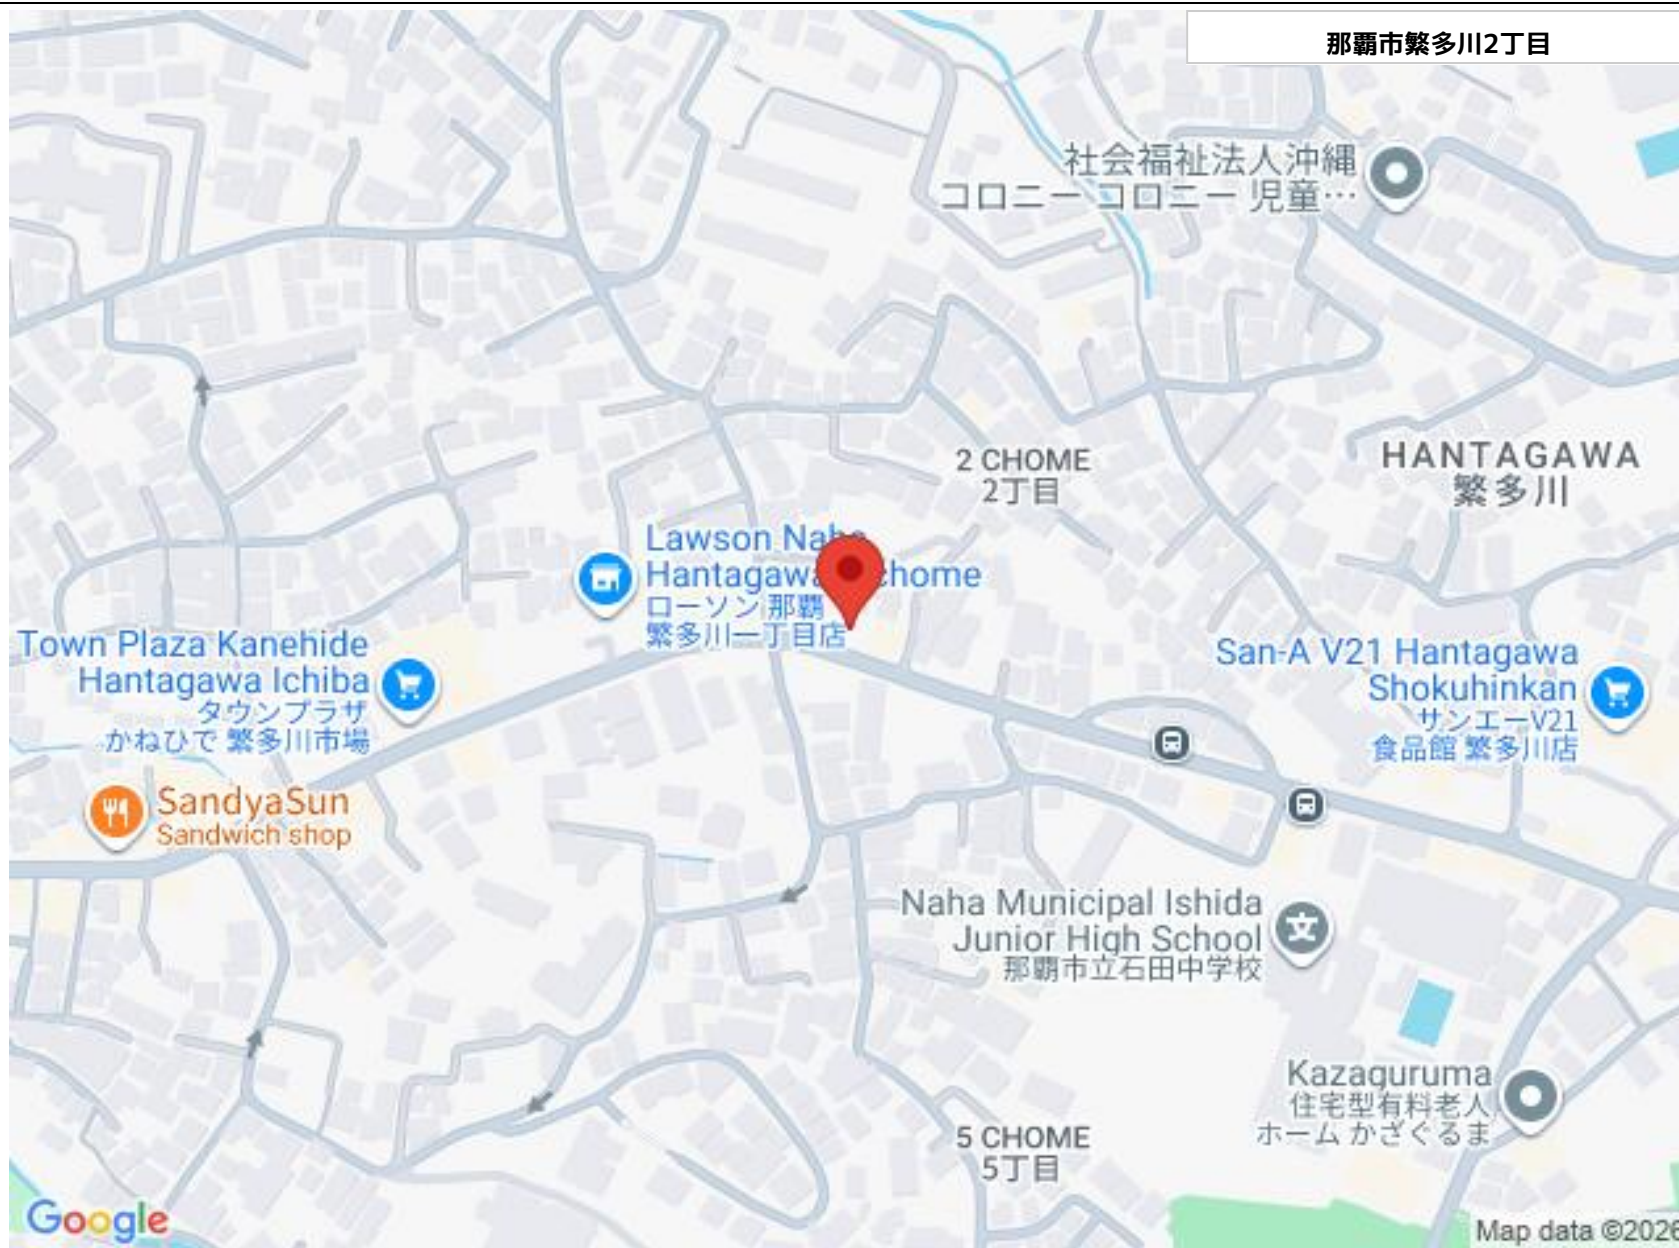 那覇市繁多川2丁目
社会福祉法人沖縄
コロニー コロニー 児童…
HANTAGAWA
繁多川
2 CHOME
2丁目
Lawson Naha
Hantagawa chome
ローソン 那覇
繁多川一丁目店
Town Plaza Kanehide
Hantagawa Ichiba
タウンプラザ
かねひで 繁多川市場
San-A V21 Hantagawa
Shokuhinkan
サンエーV21
食品館 繁多川店
SandyaSun
Sandwich shop
Naha Municipal Ishida
Junior High School
那覇市立石田中学校
文
Kazaguruma
住宅型有料老人
ホーム かざぐるま
5 CHOME
5丁目
Google
Map data ©2026